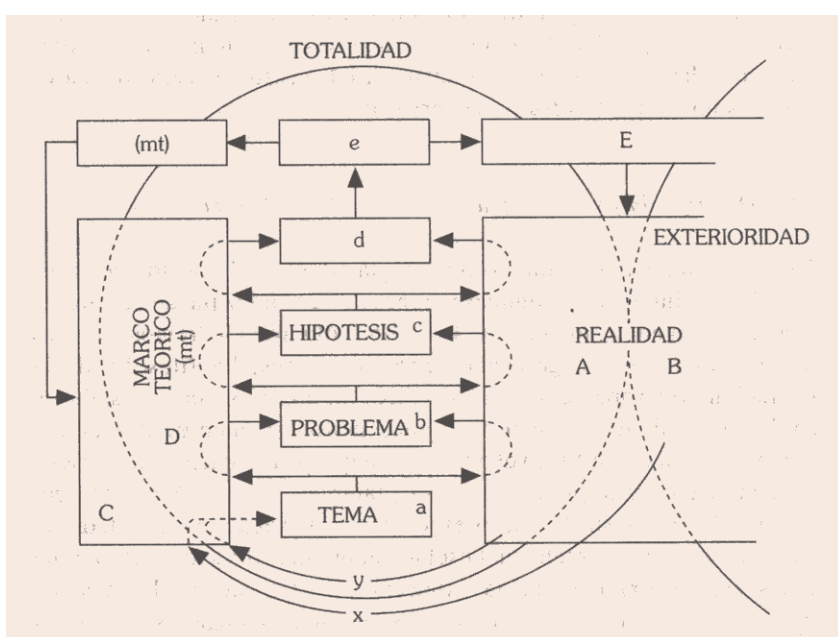 TOTALIDAD
(mt)
e
E
d
EXTERIORIDAD
MARCO
TEORICO
(mt)
HIPOTESIS c
REALIDAD
A B
PROBLEMA b
D
C
TEMA a
y
x